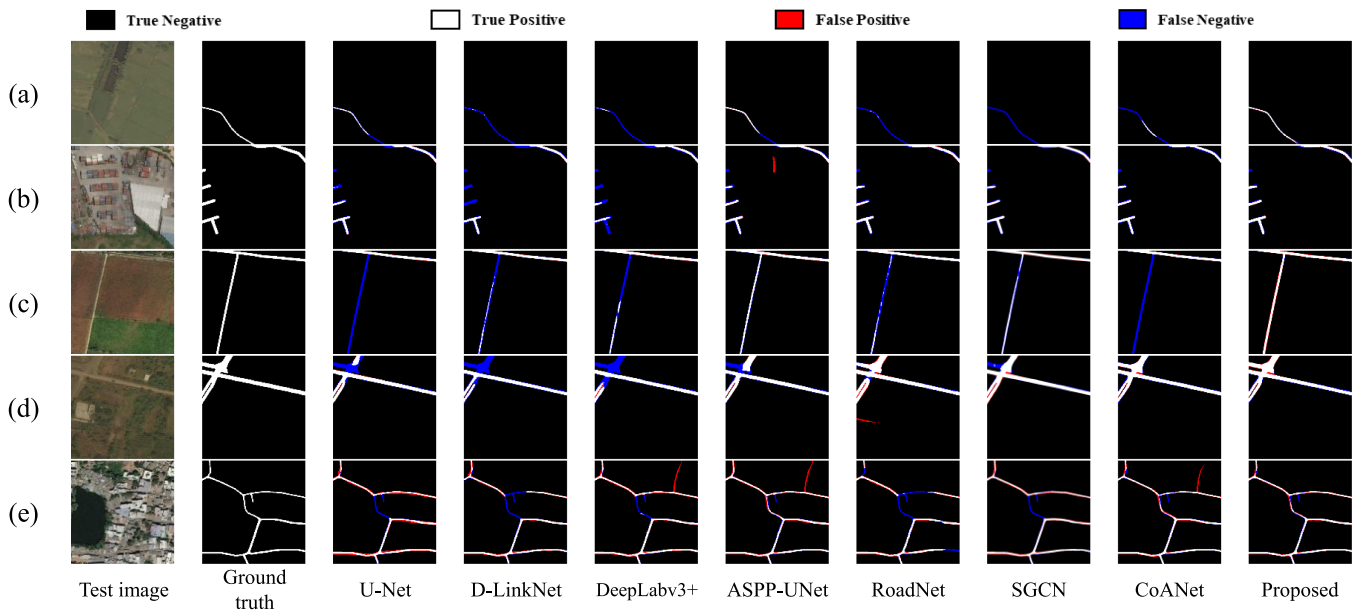 True Negative
True Positive
False Positive
False Negative
(a)
(b)
(c)
(d)
(e)
Test image
Ground
truth
U-Net
D-LinkNet
DeepLabv3+
ASPP-UNet
RoadNet
SGCN
CoANet
Proposed